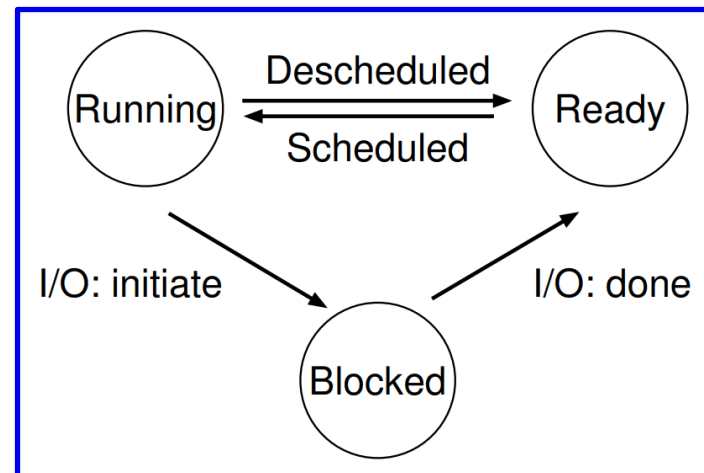 Descheduled
Running
Ready
Scheduled
I/O: initiate
I/O: done
Blocked